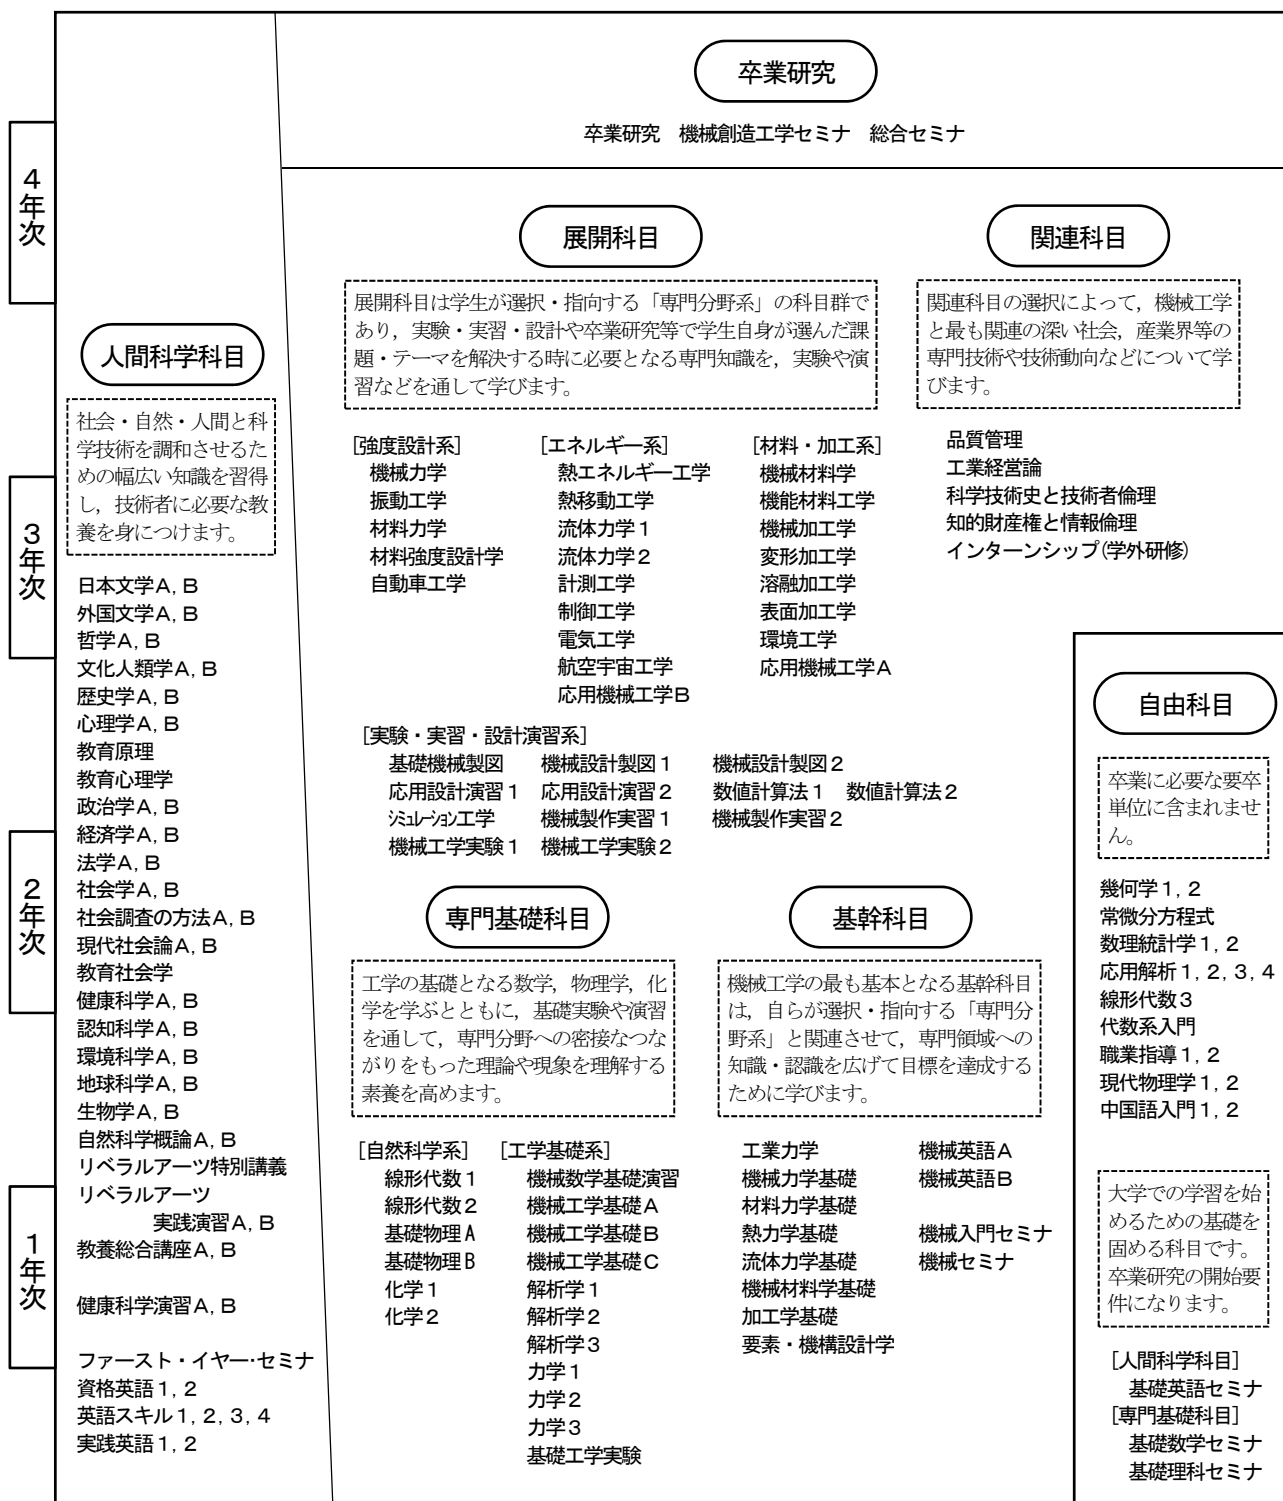 卒業研究
卒業研究　機械創造工学セミナ　総合セミナ
4年次
3年次
2年次
1年次
人間科学科目
社会・自然・人間と科
学技術を調和させるた
めの幅広い知識を習得
し，技術者に必要な教
養を身につけます。
日本文学A, B
外国文学A, B
哲学A, B
文化人類学A, B
歴史学A, B
心理学A, B
教育原理
教育心理学
政治学A, B
経済学A, B
法学A, B
社会学A, B
社会調査の方法A, B
現代社会論A, B
教育社会学
健康科学A, B
認知科学A, B
環境科学A, B
地球科学A, B
生物学A, B
自然科学概論A, B
リベラルアーツ特別講義
リベラルアーツ
実践演習A, B
教養総合講座A, B
健康科学演習A, B
ファースト・イヤー・セミナ
資格英語1, 2
英語スキル1, 2, 3, 4
実践英語1, 2
展開科目
展開科目は学生が選択・指向する「専門分野系」の科目群で
あり，実験・実習・設計や卒業研究等で学生自身が選んだ課
題・テーマを解決する時に必要となる専門知識を，実験や演
習などを通して学びます。
[強度設計系]
機械力学
振動工学
材料力学
材料強度設計学
自動車工学
[エネルギー系]
熱エネルギー工学
熱移動工学
流体力学1
流体力学2
計測工学
制御工学
電気工学
航空宇宙工学
応用機械工学B
[材料・加工系]
機械材料学
機能材料工学
機械加工学
変形加工学
溶融加工学
表面加工学
環境工学
応用機械工学A
[実験・実習・設計演習系]
基礎機械製図　機械設計製図1　機械設計製図2
応用設計演習1　応用設計演習2　数値計算法1　数値計算法2
シミュレーション工学　機械製作実習1　機械製作実習2
機械工学実験1　機械工学実験2
関連科目
関連科目の選択によって，機械工学
と最も関連の深い社会，産業界等の
専門技術や技術動向などについて学
びます。
品質管理
工業経営論
科学技術史と技術者倫理
知的財産権と情報倫理
インターンシップ(学外研修)
専門基礎科目
工学の基礎となる数学，物理学，化
学を学ぶとともに，基礎実験や演習
を通して，専門分野への密接なつな
がりをもった理論や現象を理解する
素養を高めます。
[自然科学系]
線形代数1
線形代数2
基礎物理A
基礎物理B
化学1
化学2
[工学基礎系]
機械数学基礎演習
機械工学基礎A
機械工学基礎B
機械工学基礎C
解析学1
解析学2
解析学3
力学1
力学2
力学3
基礎工学実験
基幹科目
機械工学の最も基本となる基幹科目
は，自らが選択・指向する「専門分
野系」と関連させて，専門領域への
知識・認識を広げて目標を達成する
ために学びます。
工業力学
機械力学基礎
材料力学基礎
熱力学基礎
流体力学基礎
機械材料学基礎
加工学基礎
要素・機構設計学
機械英語A
機械英語B
機械入門セミナ
機械セミナ
自由科目
卒業に必要な要卒
単位に含まれませ
ん。
幾何学1, 2
常微分方程式
数理統計学1, 2
応用解析1, 2, 3, 4
線形代数3
代数系入門
職業指導1, 2
現代物理学1, 2
中国語入門1, 2
大学での学習を始
めるための基礎を
固める科目です。
卒業研究の開始要
件になります。
[人間科学科目]
基礎英語セミナ
[専門基礎科目]
基礎数学セミナ
基礎理科セミナ